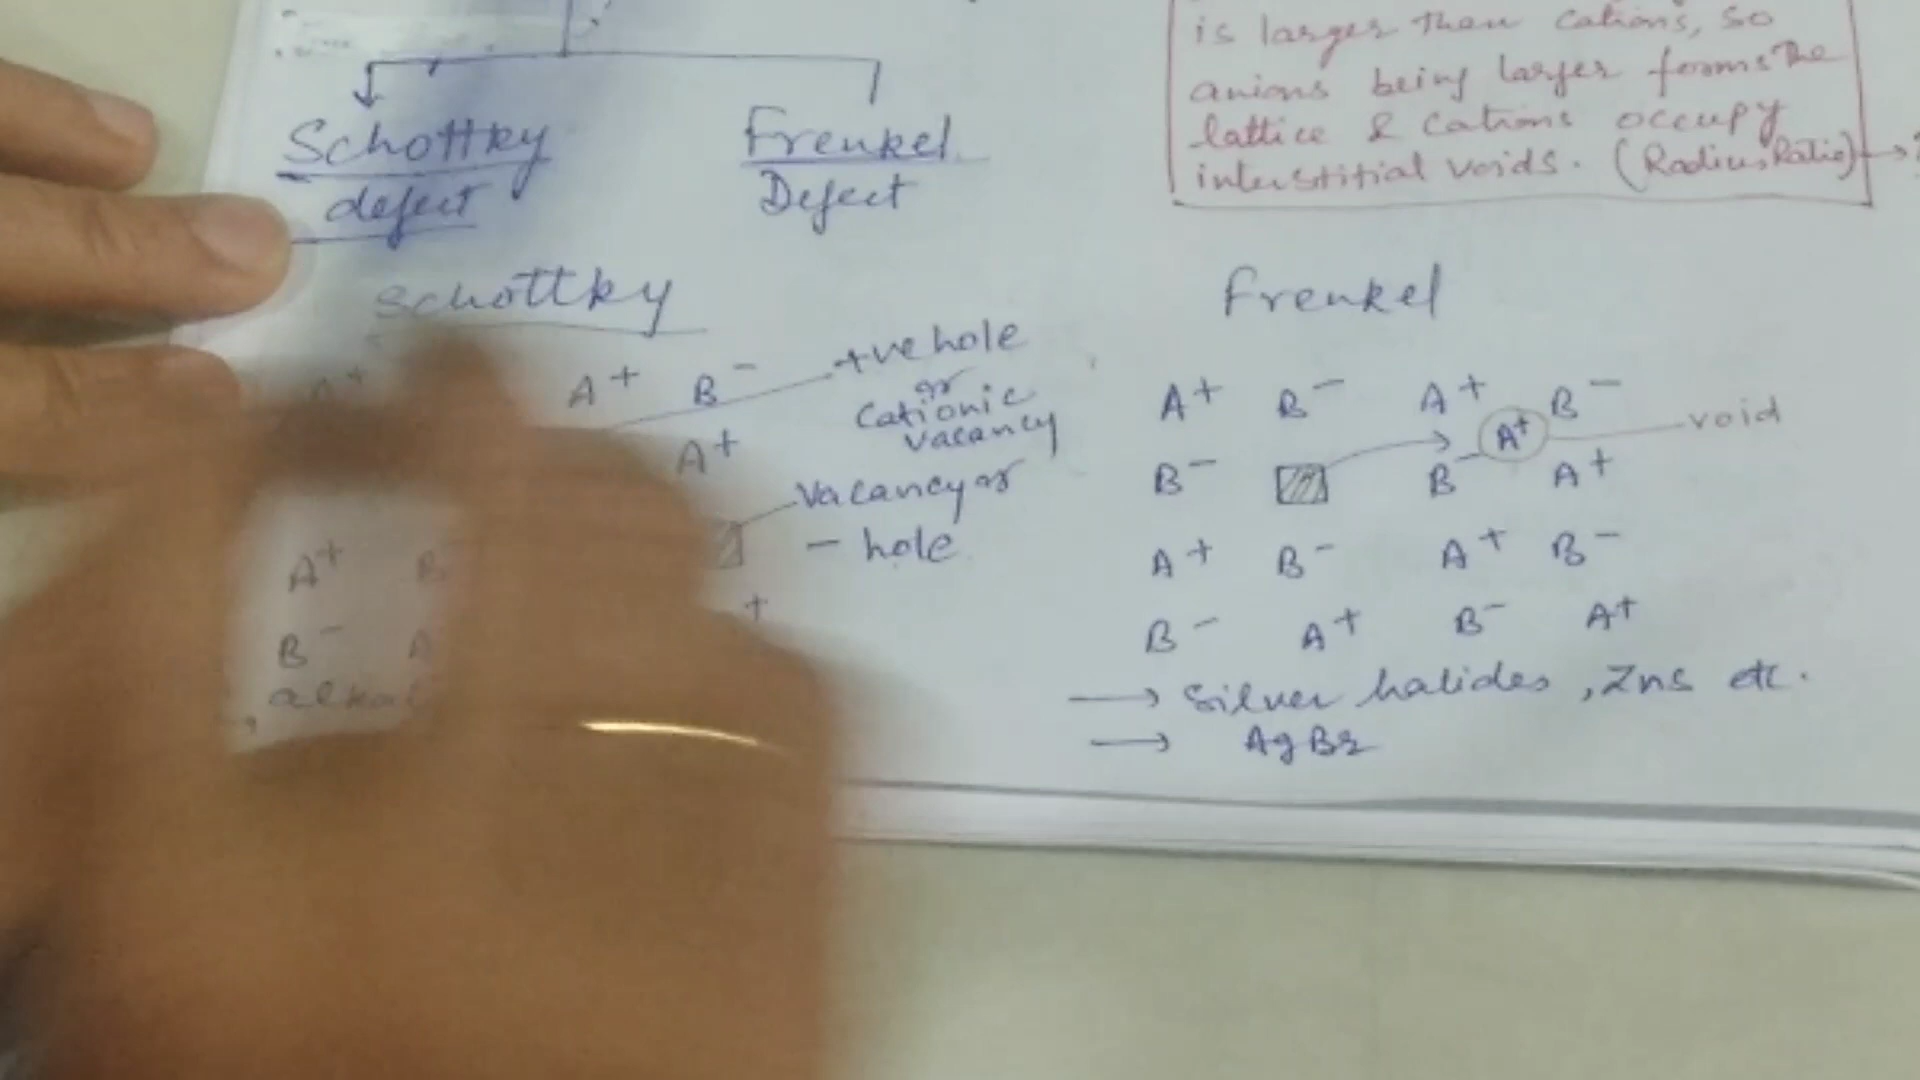 is larger than cations, so
anions being larger forms the
lattice & cations occupy
interstitial voids. (Radius Ratio) →
Schottky
defect
Frenkel
Defect
Schottky
A+ A+ B- +ve hole
or
Cationic
vacancy
A+
vacancy or
- hole
A+ B
B- A
+
Frenkel
A+ B- A+ B-
A+ void
B- B- A+
A+ B- A+ B-
B- A+ B- A+
→ Silver halides, Zns etc.
→ AgBr